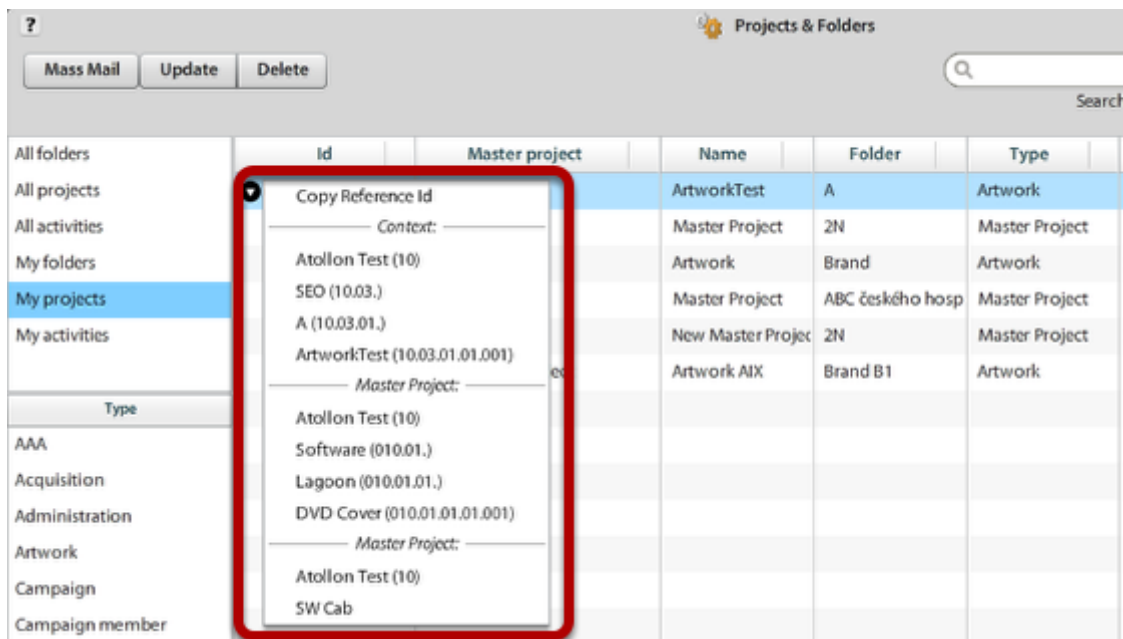 ?
Projects & Folders
Mass Mail Update Delete
Search
All folders
All projects
All activities
My folders
My projects
My activities
Type
AAA
Acquisition
Administration
Artwork
Campaign
Campaign member
Id Master project Name Folder Type
Copy Reference Id
Context:
Atollon Test (10)
SEO (10.03.)
A (10.03.01.)
ArtworkTest (10.03.01.01.001)
Master Project:
Atollon Test (10)
Software (010.01.)
Lagoon (010.01.01.)
DVD Cover (010.01.01.01.001)
Master Project:
Atollon Test (10)
SW Cab
ArtworkTest A Artwork
Master Project 2N Master Project
Artwork Brand Artwork
Master Project ABC českého hosp Master Project
New Master Projec 2N Master Project
Artwork AIX Brand B1 Artwork